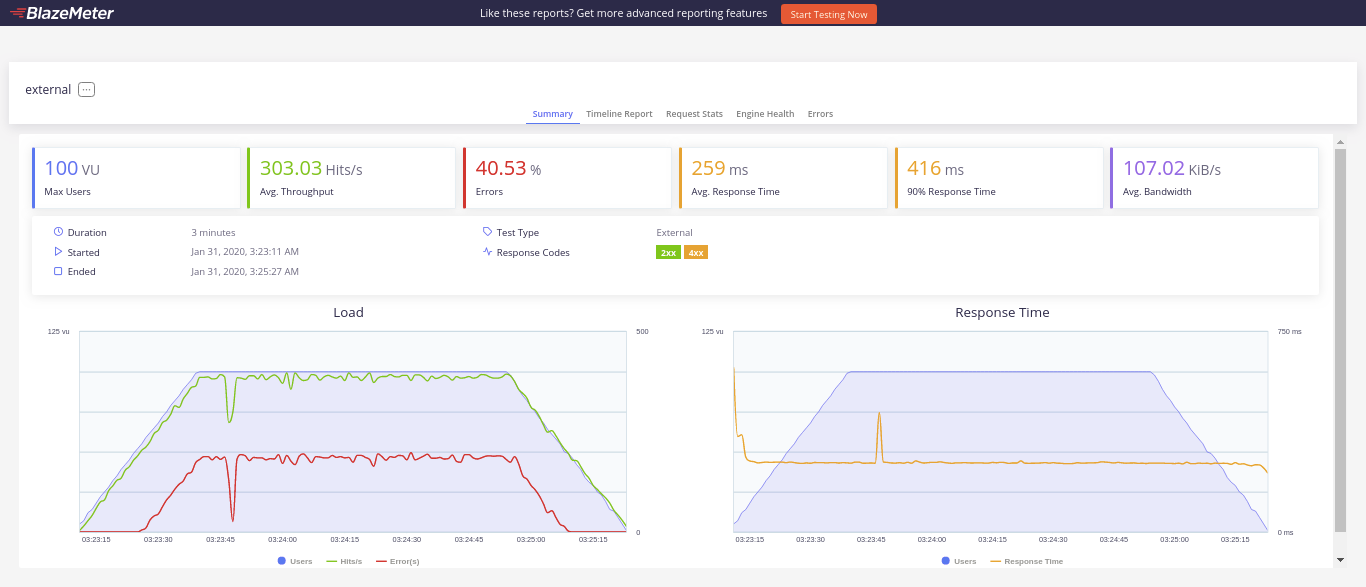 BlazeMeter
Like these reports? Get more advanced reporting features Start Testing Now
external ...
Summary Timeline Report Request Stats Engine Health Errors
100 VU
Max Users
303.03 Hits/s
Avg. Throughput
40.53 %
Errors
259 ms
Avg. Response Time
416 ms
90% Response Time
107.02 KiB/s
Avg. Bandwidth
Duration 3 minutes
Started Jan 31, 2020, 3:23:11 AM
Ended Jan 31, 2020, 3:25:27 AM
Test Type External
Response Codes 2xx 4xx
Load
125 vu 500
0
03:23:15 03:23:30 03:23:45 03:24:00 03:24:15 03:24:30 03:24:45 03:25:00 03:25:15
Users Hits/s Error(s)
Response Time
125 vu 750 ms
0 ms
03:23:15 03:23:30 03:23:45 03:24:00 03:24:15 03:24:30 03:24:45 03:25:00 03:25:15
Users Response Time